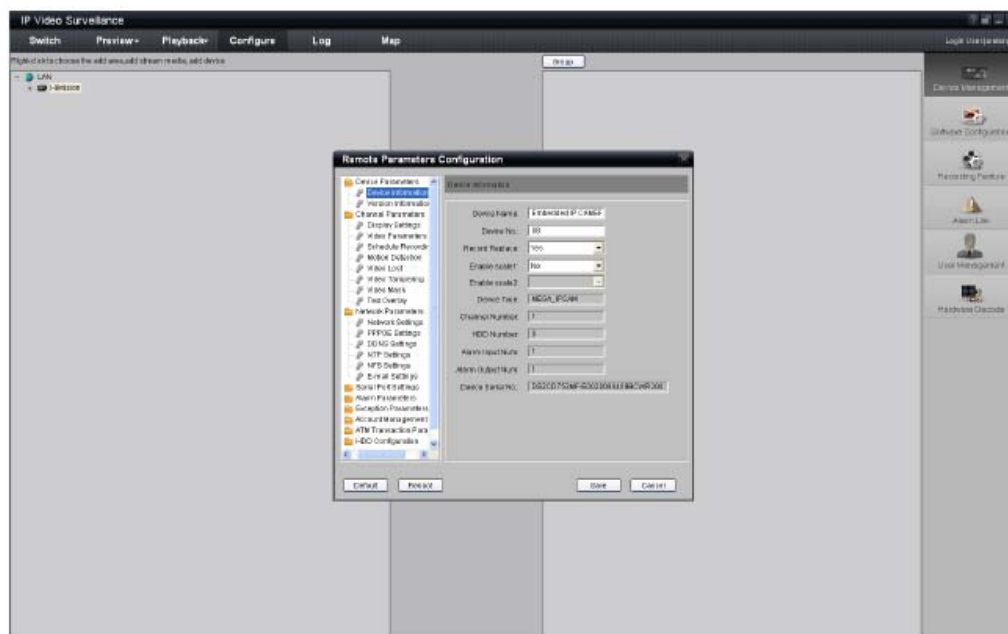 IP Video Surveillance
Switch Preview Playback Configure Log Map
LAN
Group
Device Management
Software Configuration
Recording Feature
Alarm Link
User Management
Hardware Decode
Remote Parameters Configuration
Device Parameters
Device Information
Version Information
Channel Parameters
Display Settings
Video Parameters
Schedule Recordin
Motion Detection
Video Lost
Video Tampering
Video Mask
Text Overlay
Network Parameters
Network Settings
PPPOE Settings
DDNS Settings
NTP Settings
NFS Settings
E-mail Settings
Serial Port Settings
Alarm Parameters
Exception Parameters
Account Management
ATM Transaction Para
HDD Configuration
Device Information
Device Name: Embedded IP CAMER
Device No.:
Record Replace: Yes
Enable scale1: No
Enable scale2:
Device Type: MEGA_IPCAM
Channel Number: 1
HDD Number:
Alarm Input Num: 1
Alarm Output Num: 1
Device Serial No.:
Default Reboot Save Cancel